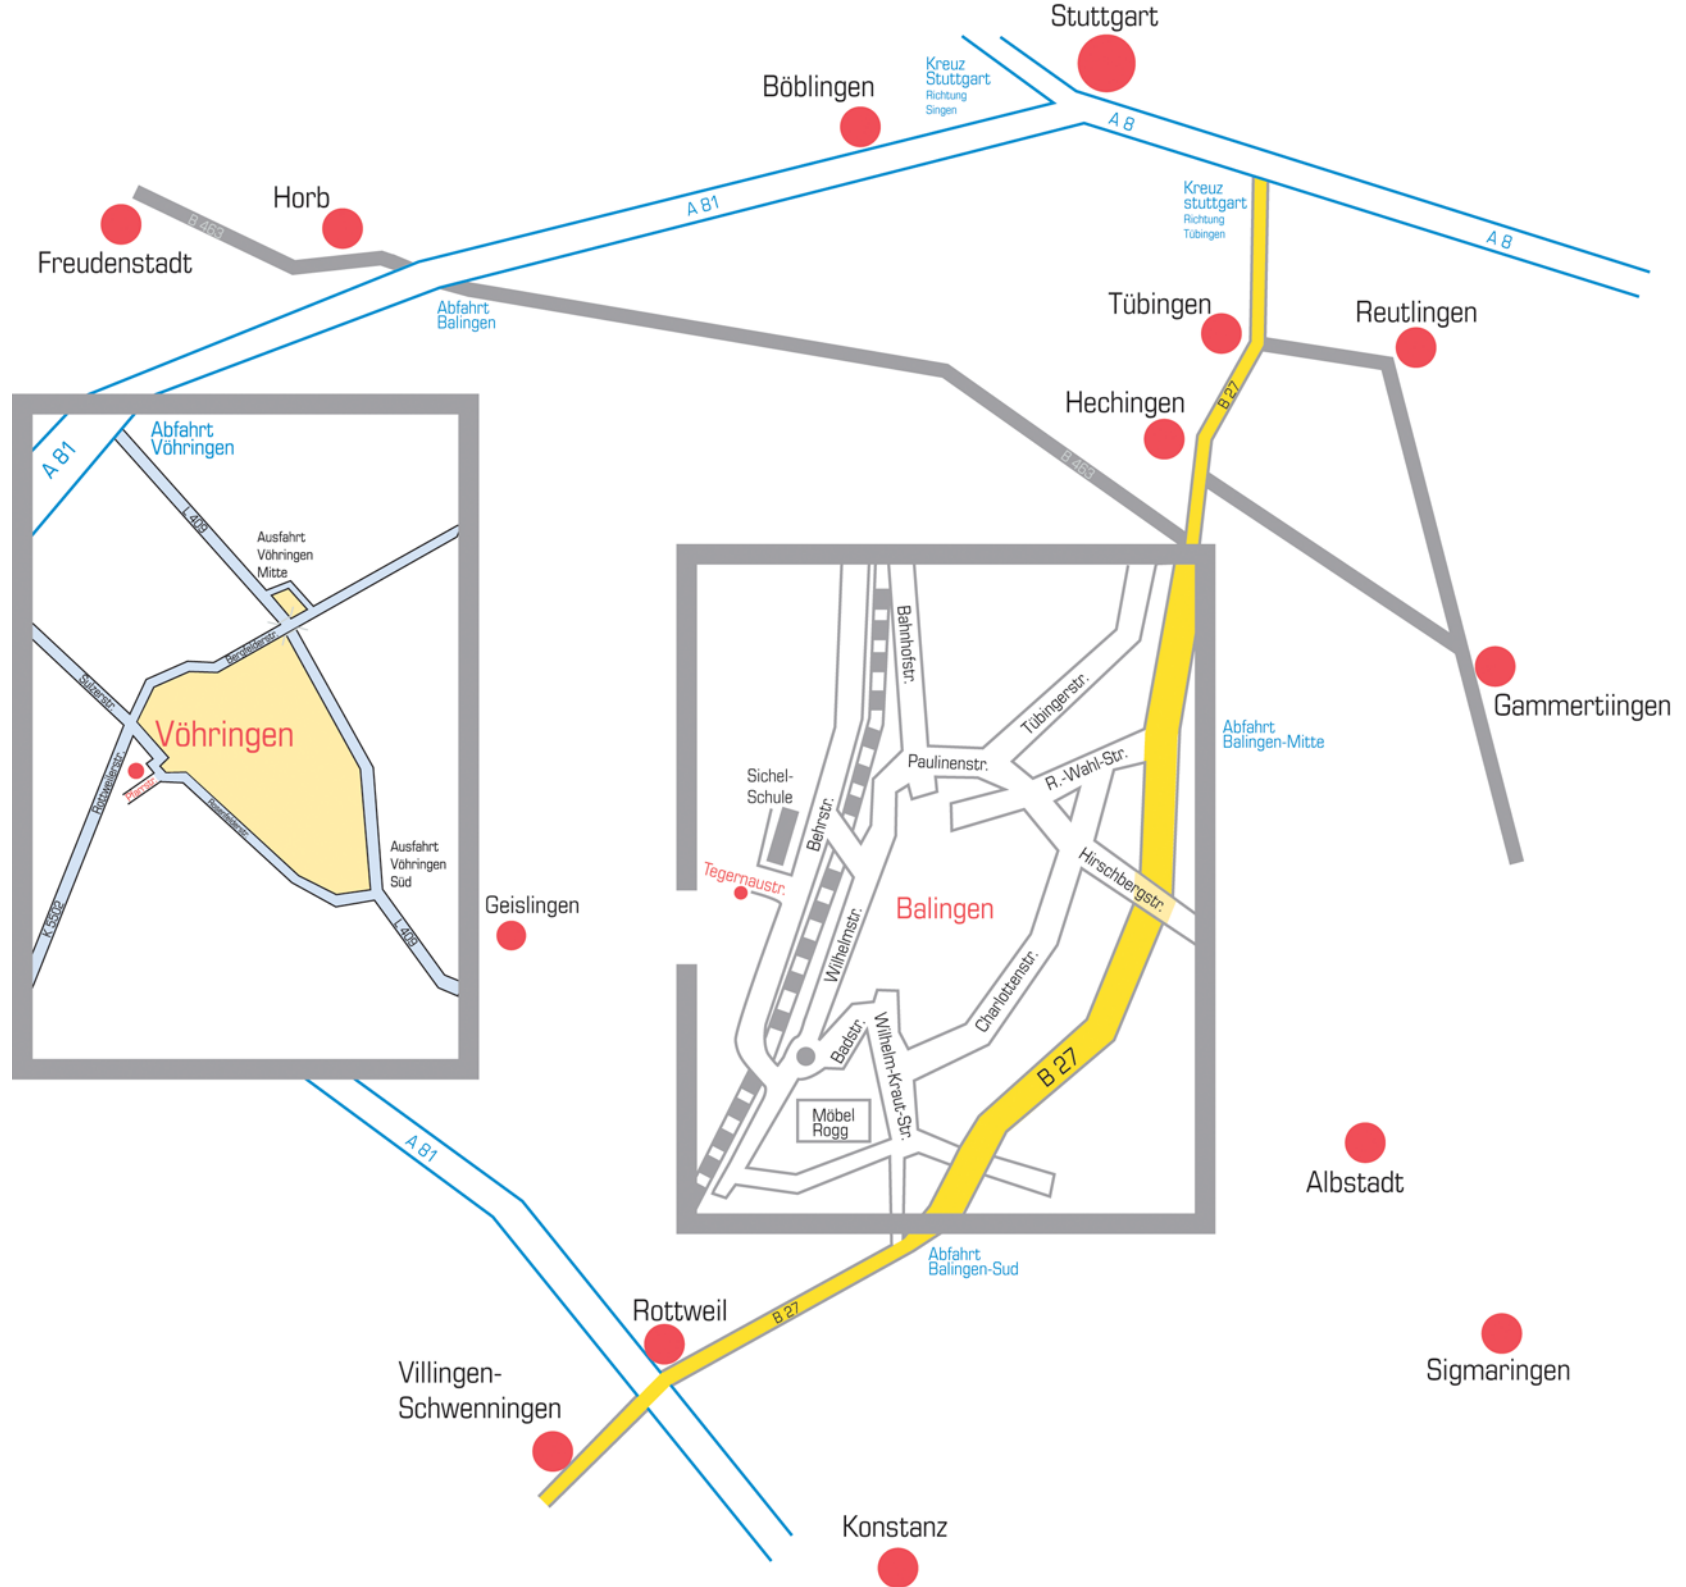 Stuttgart
Kreuz
Stuttgart
Richtung
Singen
Böblingen
A 8
A 81
Kreuz
stuttgart
Richtung
Tübingen
A 8
Horb
B 463
Freudenstadt
Abfahrt
Balingen
Tübingen
Reutlingen
B 27
Hechingen
B 463
A 81
Abfahrt
Vöhringen
L 409
Ausfahrt
Vöhringen
Mitte
Bergfelderstr.
Sulzerstr.
Vöhringen
Rottweilerstr.
Pfarrstr.
Rosenfelderstr.
Ausfahrt
Vöhringen
Süd
K 5502
L 409
Geislingen
Bahnhofstr.
Tübingerstr.
Paulinenstr.
R.-Wahl-Str.
Sichel-
Schule
Behrstr.
Tegernaustr.
Hirschbergstr.
Balingen
Wilhelmstr.
Charlottenstr.
Badstr.
Wilhelm-Kraut-Str.
B 27
Möbel
Rogg
Abfahrt
Balingen-Mitte
Gammertiingen
Albstadt
A 81
Abfahrt
Balingen-Sud
Rottweil
B 27
Villingen-
Schwenningen
Sigmaringen
Konstanz